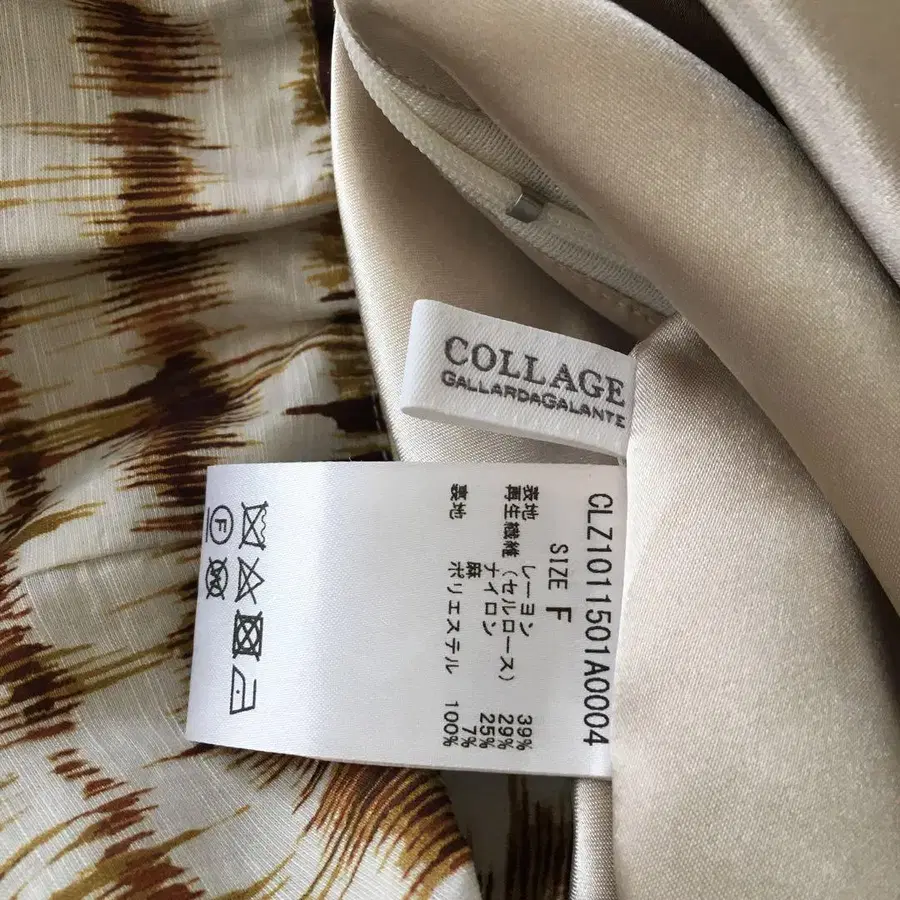 COLLAGE
GALLARDAGALANTE
CLZ1011501A0004
SIZE F
表地 レーヨン 39%
再生繊維(セルロース) 29%
ナイロン 25%
麻 7%
裏地 ポリエステル 100%
F
W